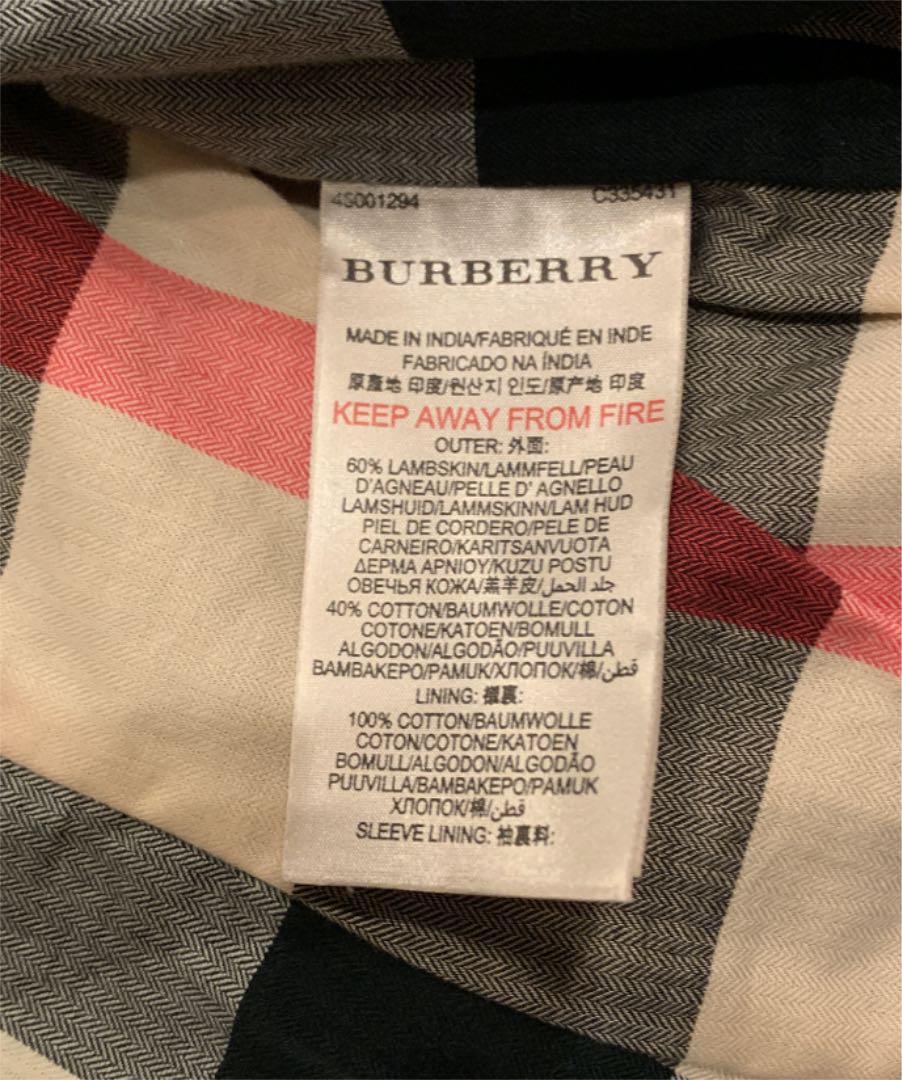 4S001294 C335431
BURBERRY
MADE IN INDIA/FABRIQUÉ EN INDE
FABRICADO NA ÍNDIA
原產地 印度/원산지 인도/原产地 印度
KEEP AWAY FROM FIRE
OUTER: 外面:
60% LAMBSKIN/LAMMFELL/PEAU
D'AGNEAU/PELLE D' AGNELLO
LAMSHUID/LAMMSKINN/LAM HUD
PIEL DE CORDERO/PELE DE
CARNEIRO/KARITSANVUOTA
ΔΕΡΜΑ ΑΡΝΙΟΥ/KUZU POSTU
ОВЕЧЬЯ КОЖА/羔羊皮/جلد الحمل
40% COTTON/BAUMWOLLE/COTON
COTONE/KATOEN/BOMULL
ALGODON/ALGODÃO/PUUVILLA
ΒΑΜΒΑΚΕΡΟ/PAMUK/ХЛОПОК/棉/قطن
LINING: 襯裏:
100% COTTON/BAUMWOLLE
COTON/COTONE/KATOEN
BOMULL/ALGODON/ALGODÃO
PUUVILLA/ΒΑΜΒΑΚΕΡΟ/PAMUK
ХЛОПОК/棉/قطن
SLEEVE LINING: 袖裏料: